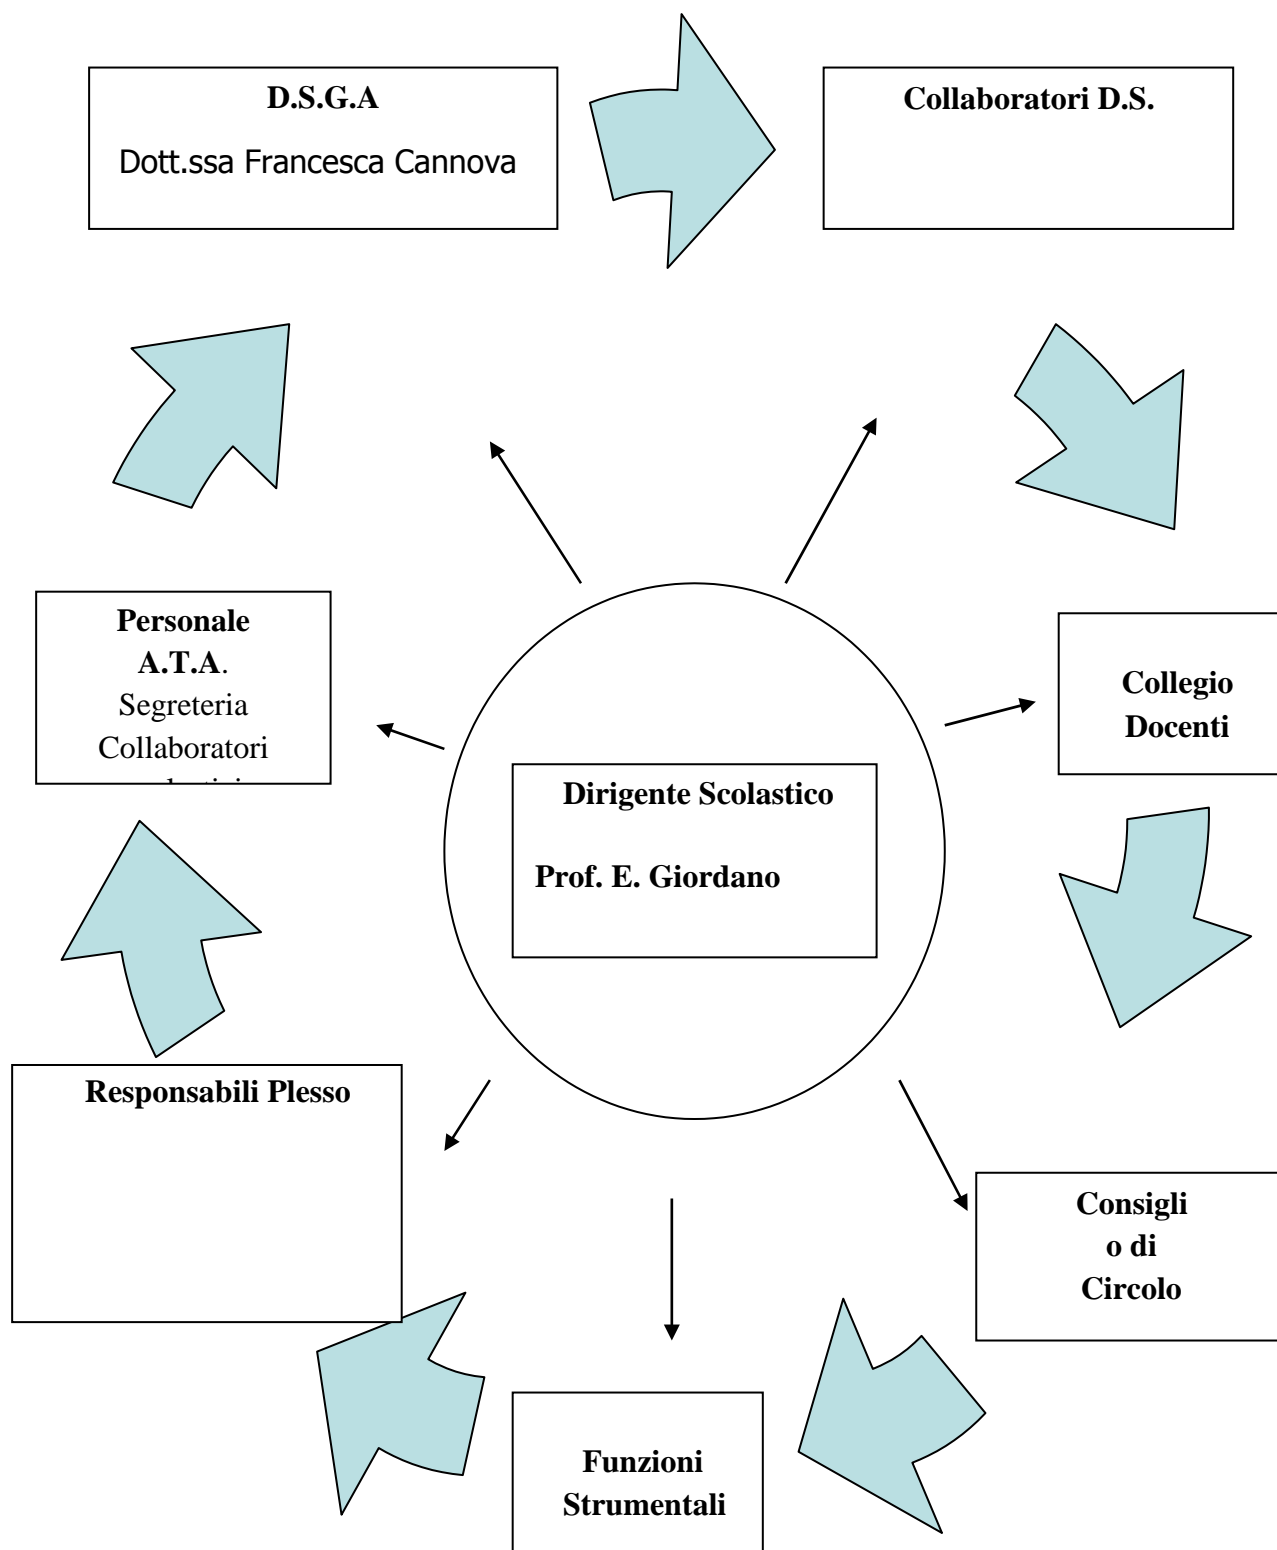 D.S.G.A
Dott.ssa Francesca Cannova
Collaboratori D.S.
Personale
A.T.A.
Segreteria
Collaboratori
Collegio
Docenti
Dirigente Scolastico
Prof. E. Giordano
Responsabili Plesso
Consigli
o di
Circolo
Funzioni
Strumentali